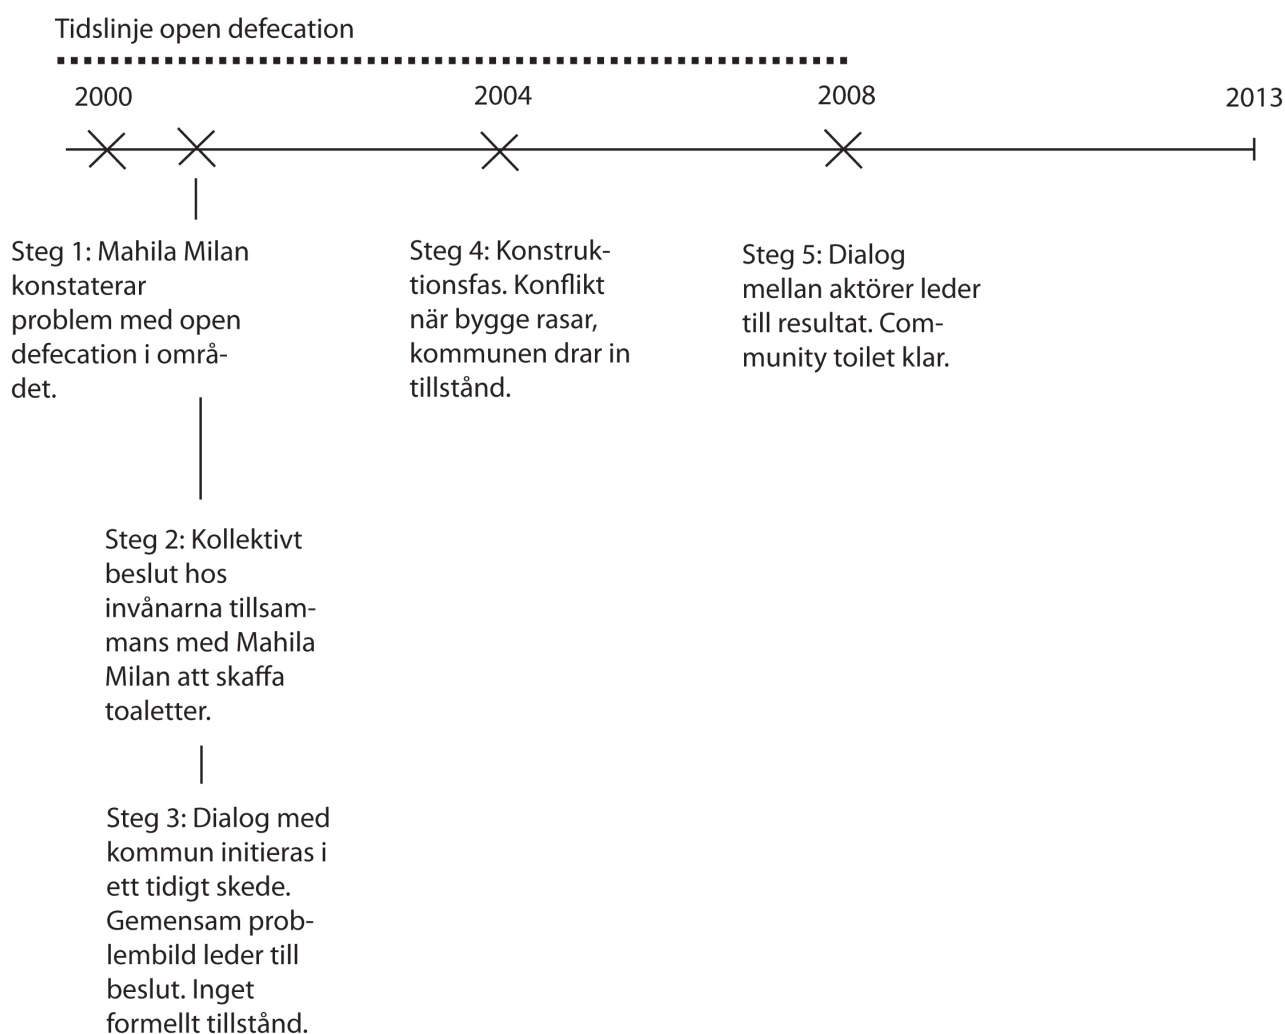 Tidslinje open defecation
2000
2004
2008
2013
Steg 1: Mahila Milan
konstaterar
problem med open
defecation i områ-
det.
Steg 2: Kollektivt
beslut hos
invånarna tillsam-
mans med Mahila
Milan att skaffa
toaletter.
Steg 3: Dialog med
kommun initieras i
ett tidigt skede.
Gemensam prob-
lembild leder till
beslut. Inget
formellt tillstånd.
Steg 4: Konstruk-
tionsfas. Konflikt
när bygge rasar,
kommunen drar in
tillstånd.
Steg 5: Dialog
mellan aktörer leder
till resultat. Com-
munity toilet klar.